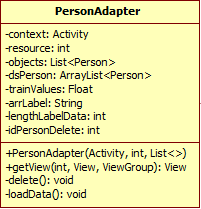 PersonAdapter
-context: Activity
-resource: int
-objects: List<Person>
-dsPerson: ArrayList<Person>
-trainValues: Float
-arrLabel: String
-lengthLabelData: int
-idPersonDelete: int
+PersonAdapter(Activity, int, List<>)
+getView(int, View, ViewGroup): View
-delete(): void
-loadData(): void